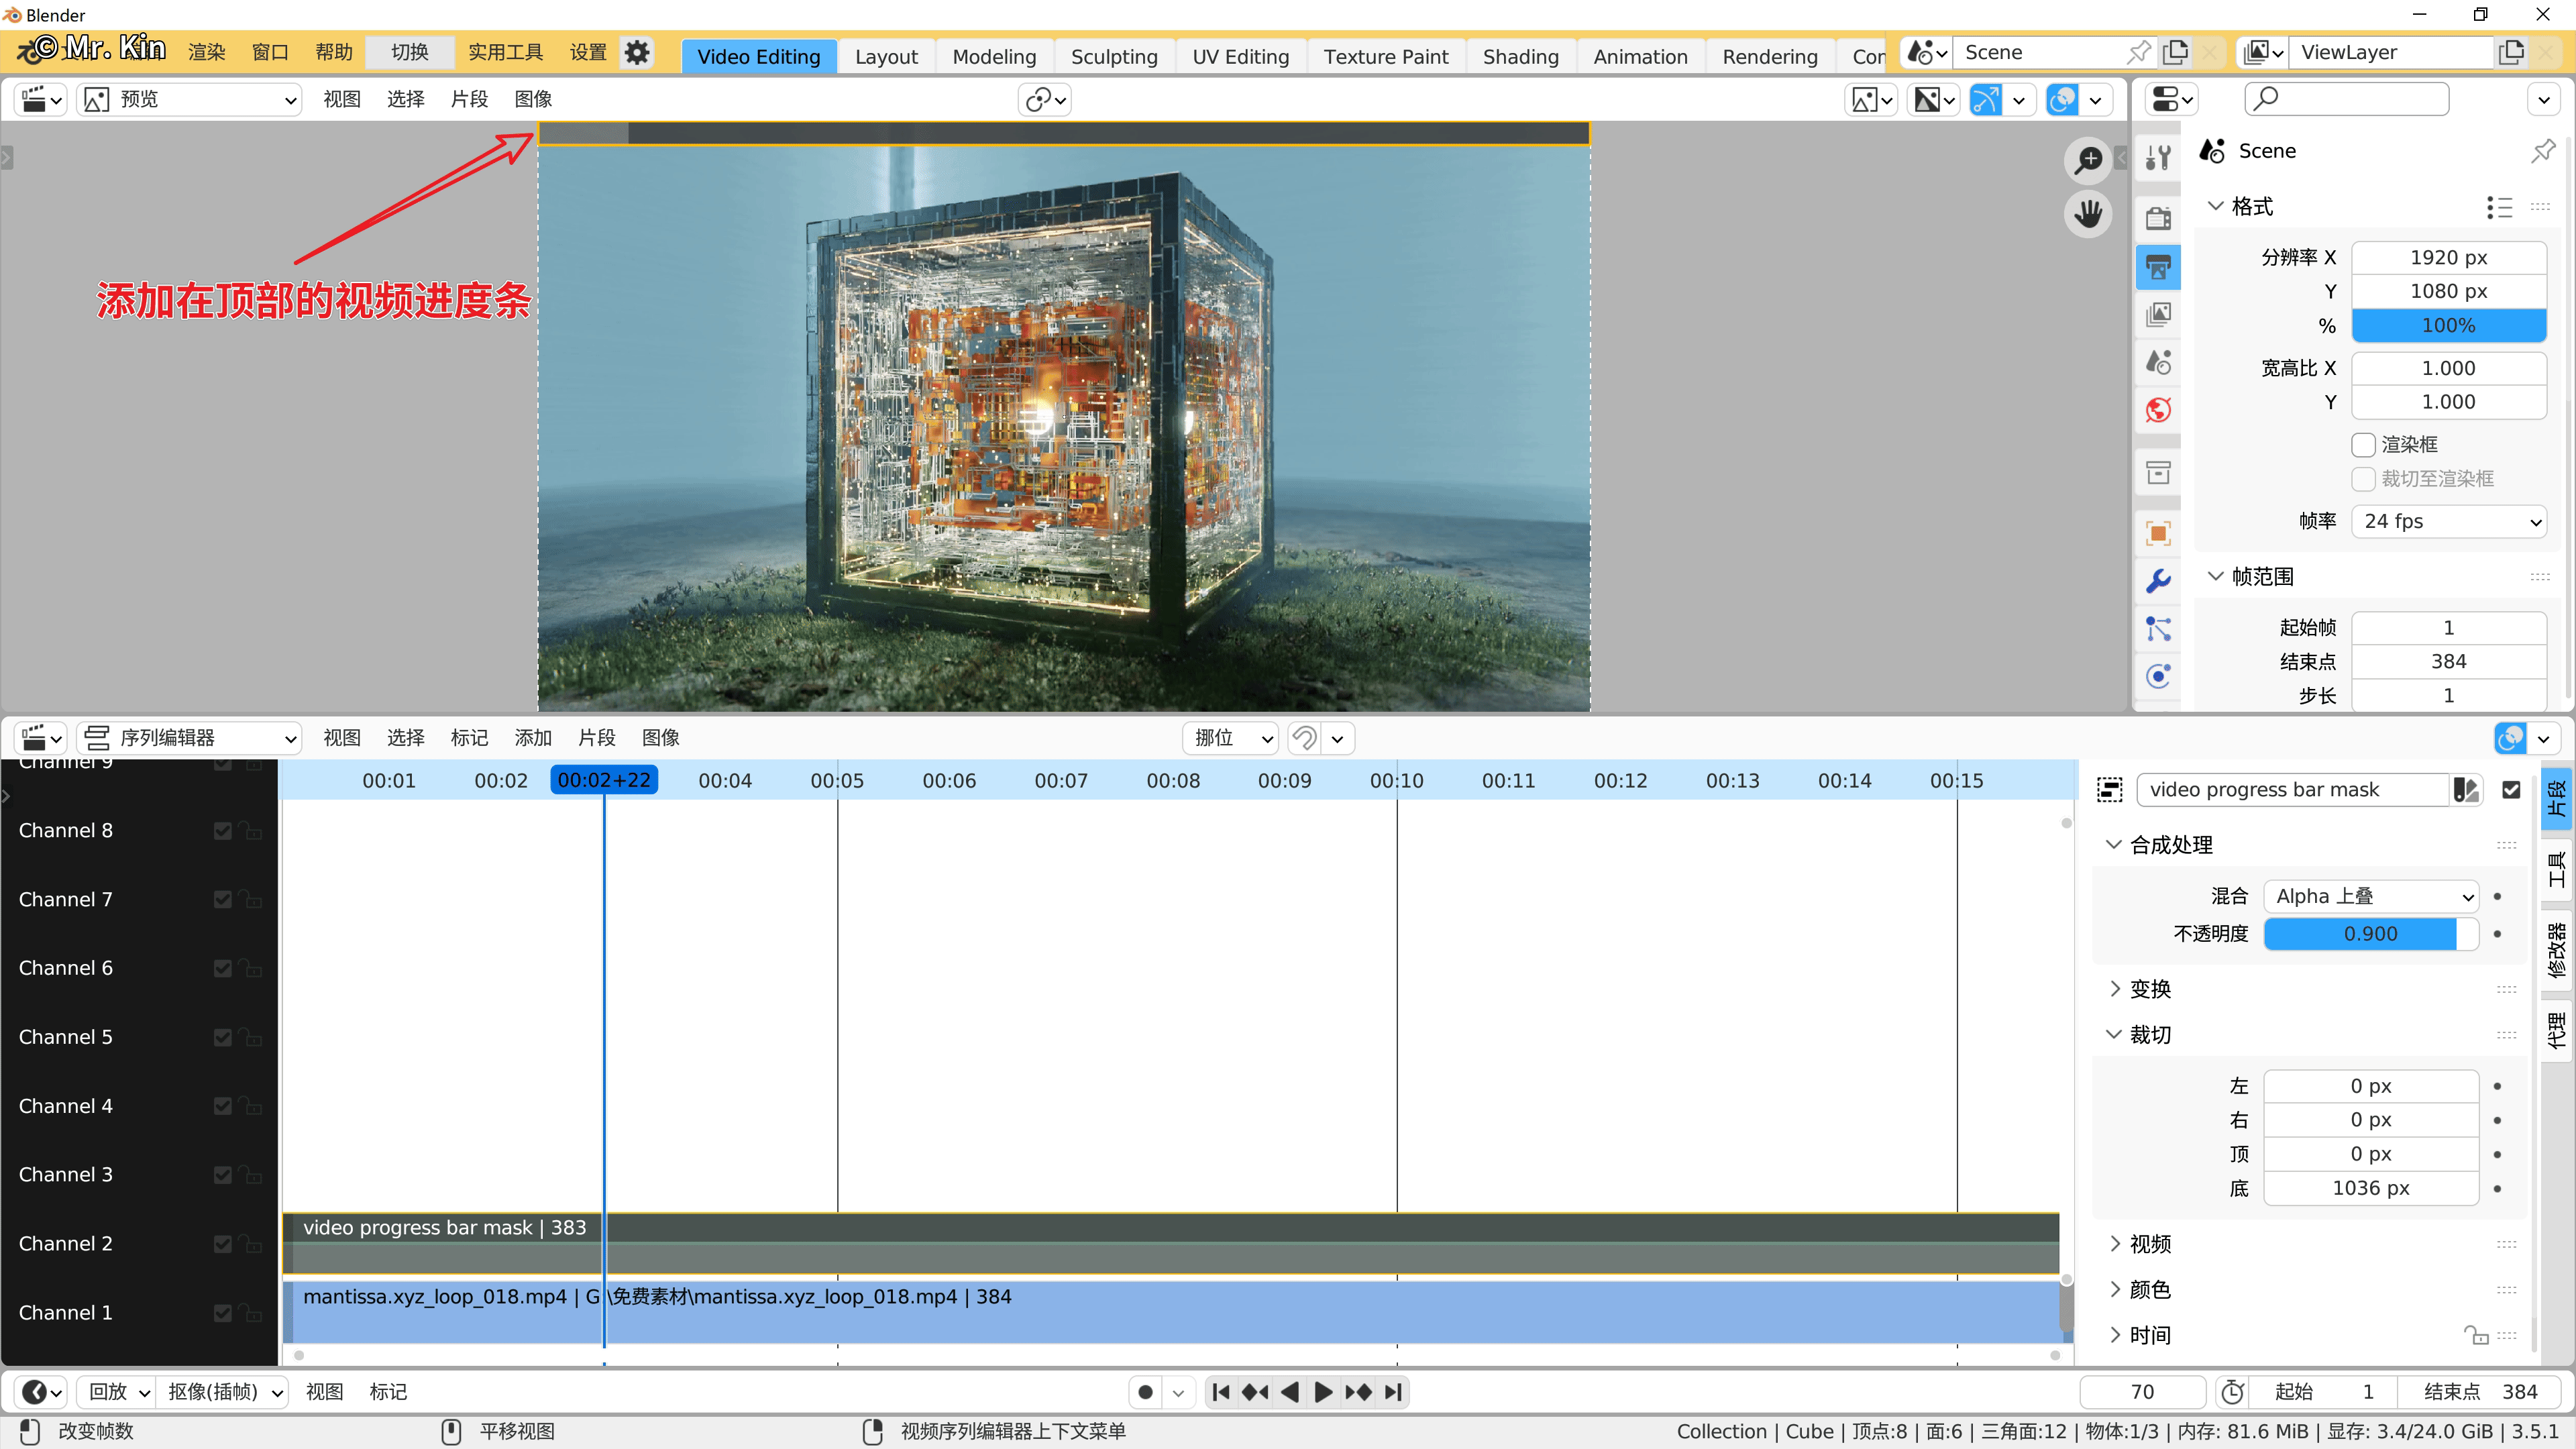 Blender
© Mr. Kin 渲染 窗口 帮助 切换 实用工具 设置 Video Editing Layout Modeling Sculpting UV Editing Texture Paint Shading Animation Rendering Con Scene ViewLayer
预览 视图 选择 片段 图像
添加在顶部的视频进度条
Scene
格式
分辨率 X 1920 px
Y 1080 px
% 100%
宽高比 X 1.000
Y 1.000
渲染框
裁切至渲染框
帧率 24 fps
帧范围
起始帧 1
结束点 384
步长 1
序列编辑器 视图 选择 标记 添加 片段 图像 挪位
00:01 00:02 00:02+22 00:04 00:05 00:06 00:07 00:08 00:09 00:10 00:11 00:12 00:13 00:14 00:15
Channel 9
Channel 8
Channel 7
Channel 6
Channel 5
Channel 4
Channel 3
Channel 2
Channel 1
video progress bar mask | 383
mantissa.xyz_loop_018.mp4 | G:\免费素材\mantissa.xyz_loop_018.mp4 | 384
video progress bar mask
合成处理
混合 Alpha 上叠
不透明度 0.900
变换
裁切
左 0 px
右 0 px
顶 0 px
底 1036 px
视频
颜色
时间
片段
工具
修改器
代理
回放 抠像(插帧) 视图 标记 70 起始 1 结束点 384
改变帧数 平移视图 视频序列编辑器上下文菜单 Collection | Cube | 顶点:8 | 面:6 | 三角面:12 | 物体:1/3 | 内存: 81.6 MiB | 显存: 3.4/24.0 GiB | 3.5.1